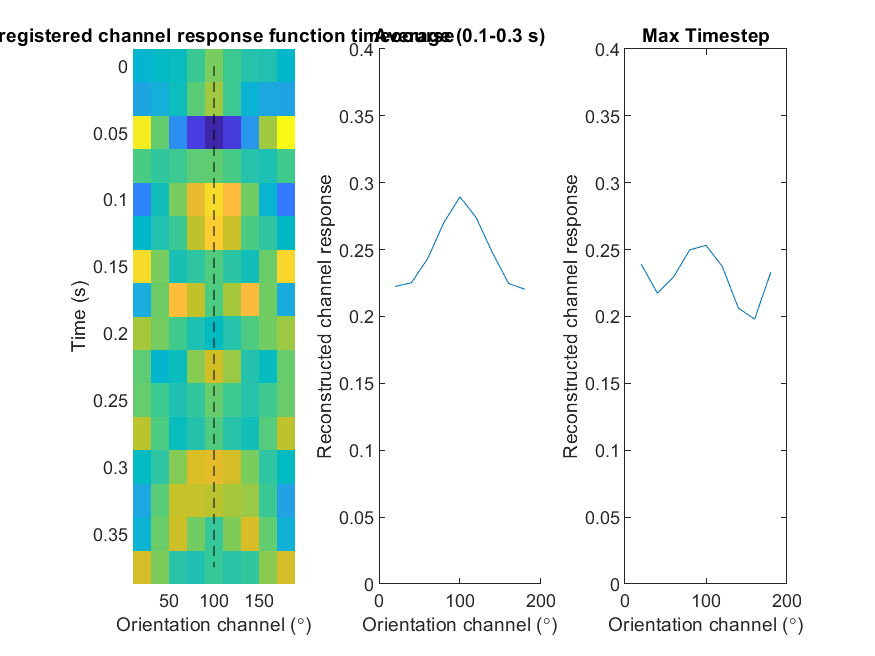 registered channel response function timecourse
Average (0.1-0.3 s)
Max Timestep
Time (s)
0
0.05
0.1
0.15
0.2
0.25
0.3
0.35
50 100 150
Orientation channel (°)
Reconstructed channel response
0.4
0.35
0.3
0.25
0.2
0.15
0.1
0.05
0
0 100 200
Orientation channel (°)
Reconstructed channel response
0.4
0.35
0.3
0.25
0.2
0.15
0.1
0.05
0
0 100 200
Orientation channel (°)